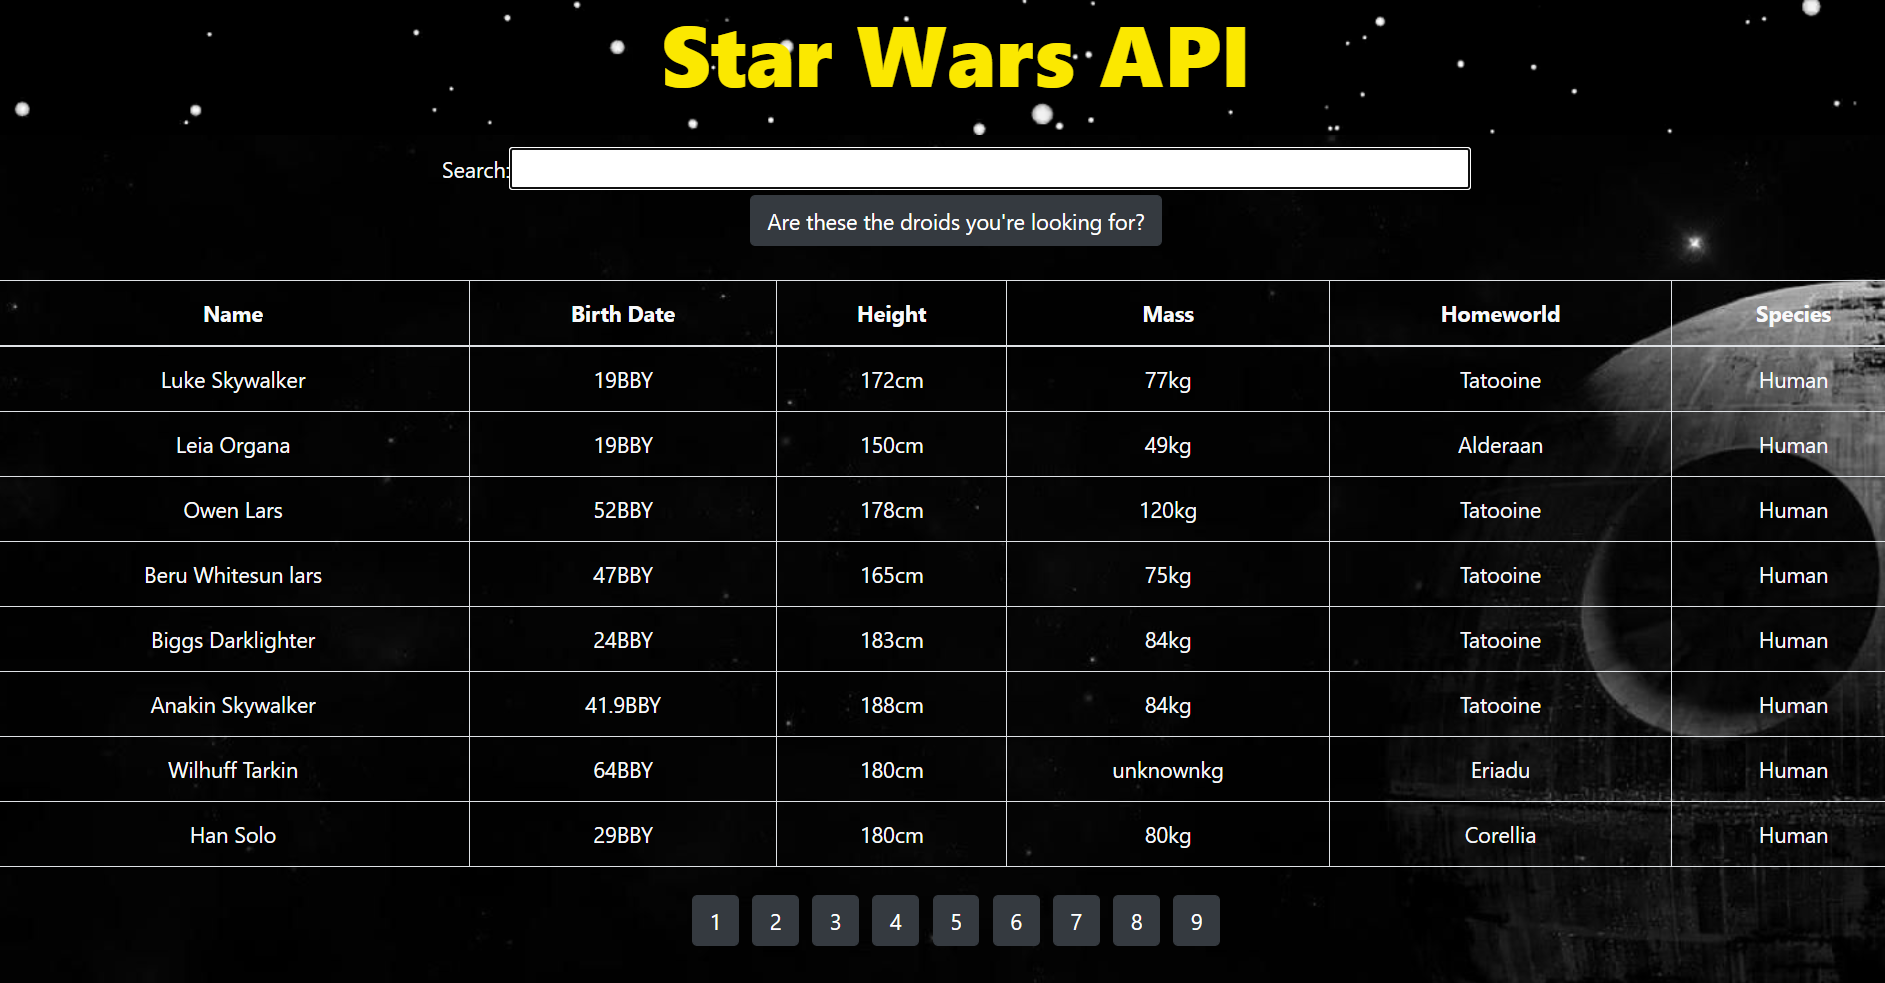 Star Wars API
Search:
Are these the droids you're looking for?
Name Birth Date Height Mass Homeworld Species
Luke Skywalker 19BBY 172cm 77kg Tatooine Human
Leia Organa 19BBY 150cm 49kg Alderaan Human
Owen Lars 52BBY 178cm 120kg Tatooine Human
Beru Whitesun lars 47BBY 165cm 75kg Tatooine Human
Biggs Darklighter 24BBY 183cm 84kg Tatooine Human
Anakin Skywalker 41.9BBY 188cm 84kg Tatooine Human
Wilhuff Tarkin 64BBY 180cm unknownkg Eriadu Human
Han Solo 29BBY 180cm 80kg Corellia Human
1 2 3 4 5 6 7 8 9